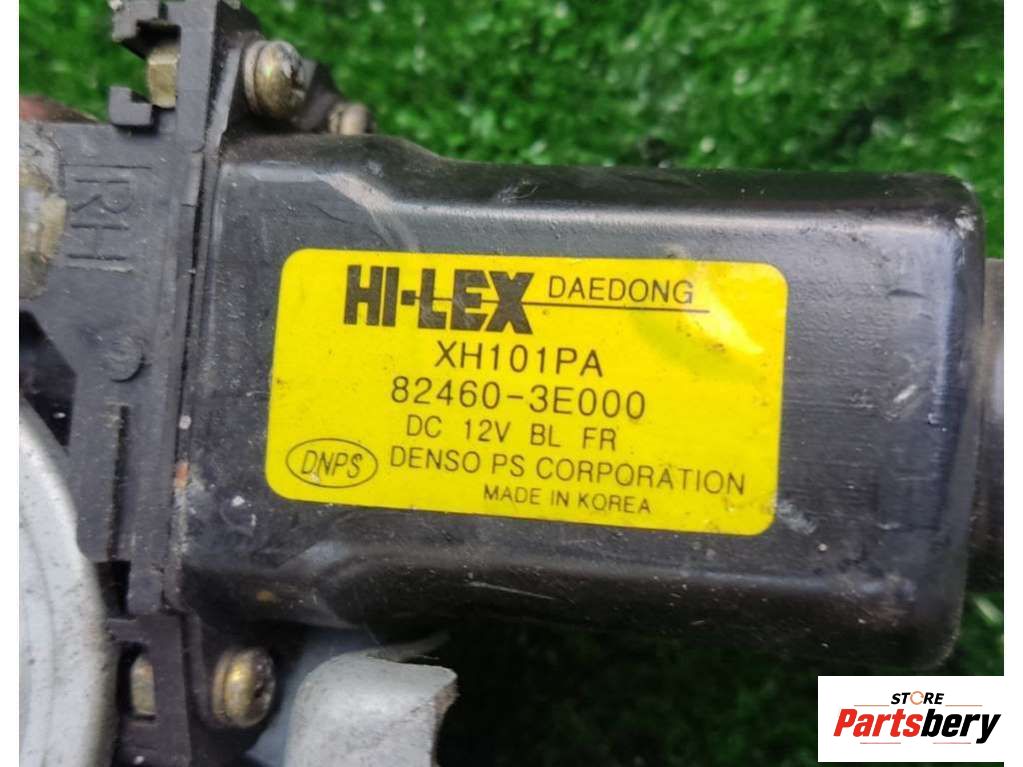 RH
HI-LEX DAEDONG
XH101PA
82460-3E000
DC 12V BL FR
DNPS DENSO PS CORPORATION
MADE IN KOREA
STORE
Partsbery